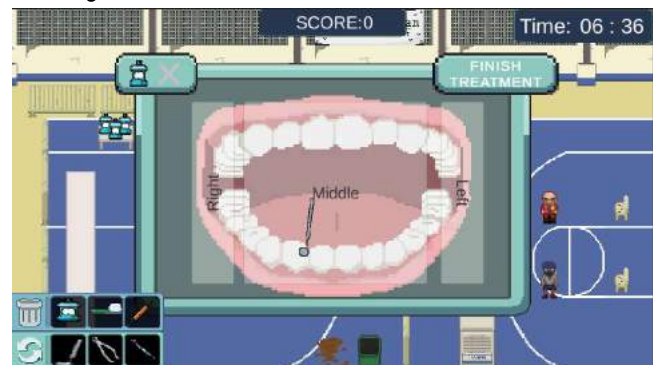 SCORE:0
Time: 06 : 36
FINISH
TREATMENT
Right
Middle
Left